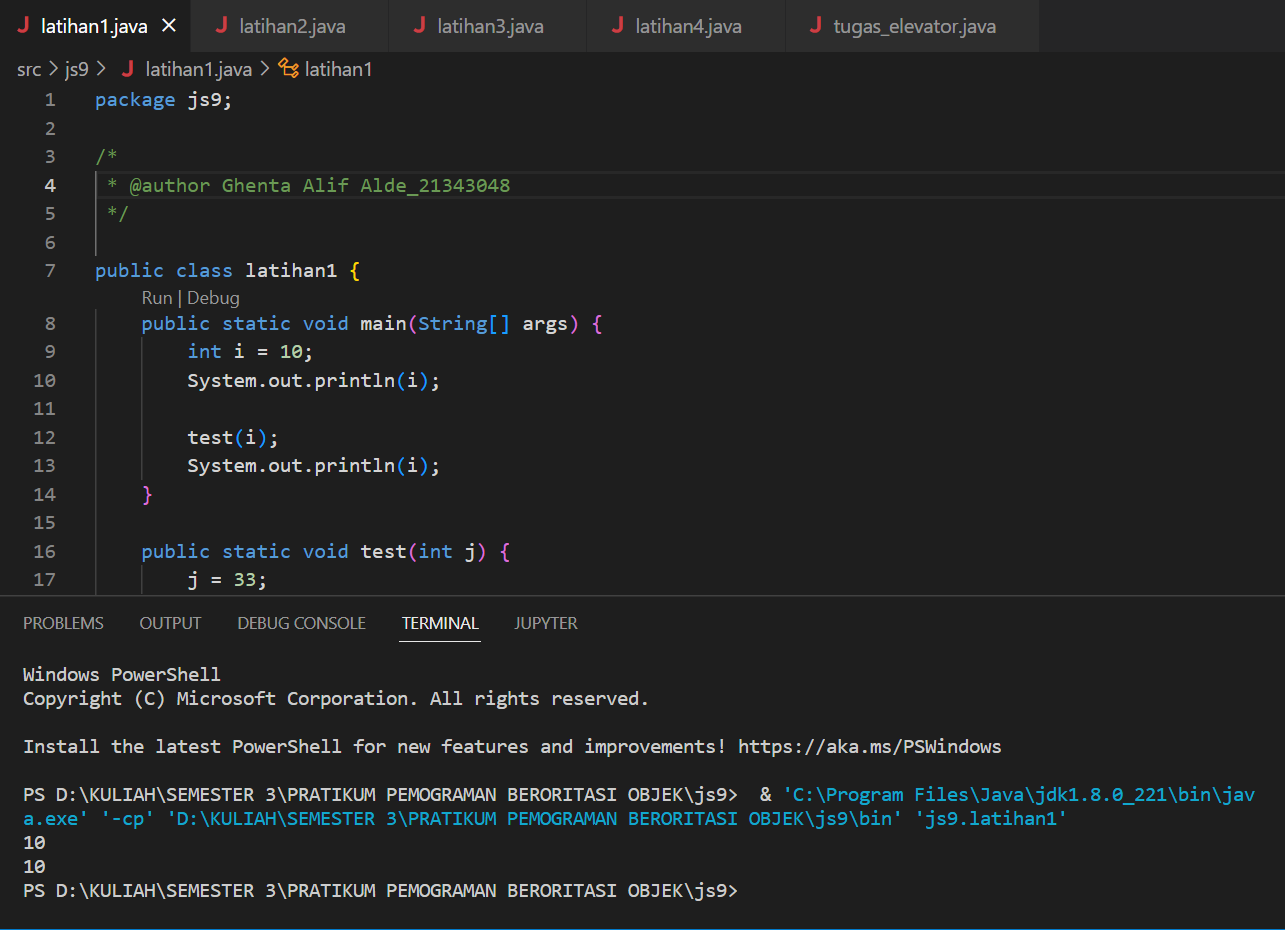 latihan1.java latihan2.java latihan3.java latihan4.java tugas_elevator.java
src > js9 > latihan1.java > latihan1
1 package js9;
2
3 /*
4 * @author Ghenta Alif Alde_21343048
5 */
6
7 public class latihan1 {
Run | Debug
8 public static void main(String[] args) {
9 int i = 10;
10 System.out.println(i);
11
12 test(i);
13 System.out.println(i);
14 }
15
16 public static void test(int j) {
17 j = 33;
PROBLEMS OUTPUT DEBUG CONSOLE TERMINAL JUPYTER
Windows PowerShell
Copyright (C) Microsoft Corporation. All rights reserved.
Install the latest PowerShell for new features and improvements! https://aka.ms/PSWindows
PS D:\KULIAH\SEMESTER 3\PRATIKUM PEMOGRAMAN BERORITASI OBJEK\js9>  & 'C:\Program Files\Java\jdk1.8.0_221\bin\jav
a.exe' '-cp' 'D:\KULIAH\SEMESTER 3\PRATIKUM PEMOGRAMAN BERORITASI OBJEK\js9\bin' 'js9.latihan1'
10
10
PS D:\KULIAH\SEMESTER 3\PRATIKUM PEMOGRAMAN BERORITASI OBJEK\js9>